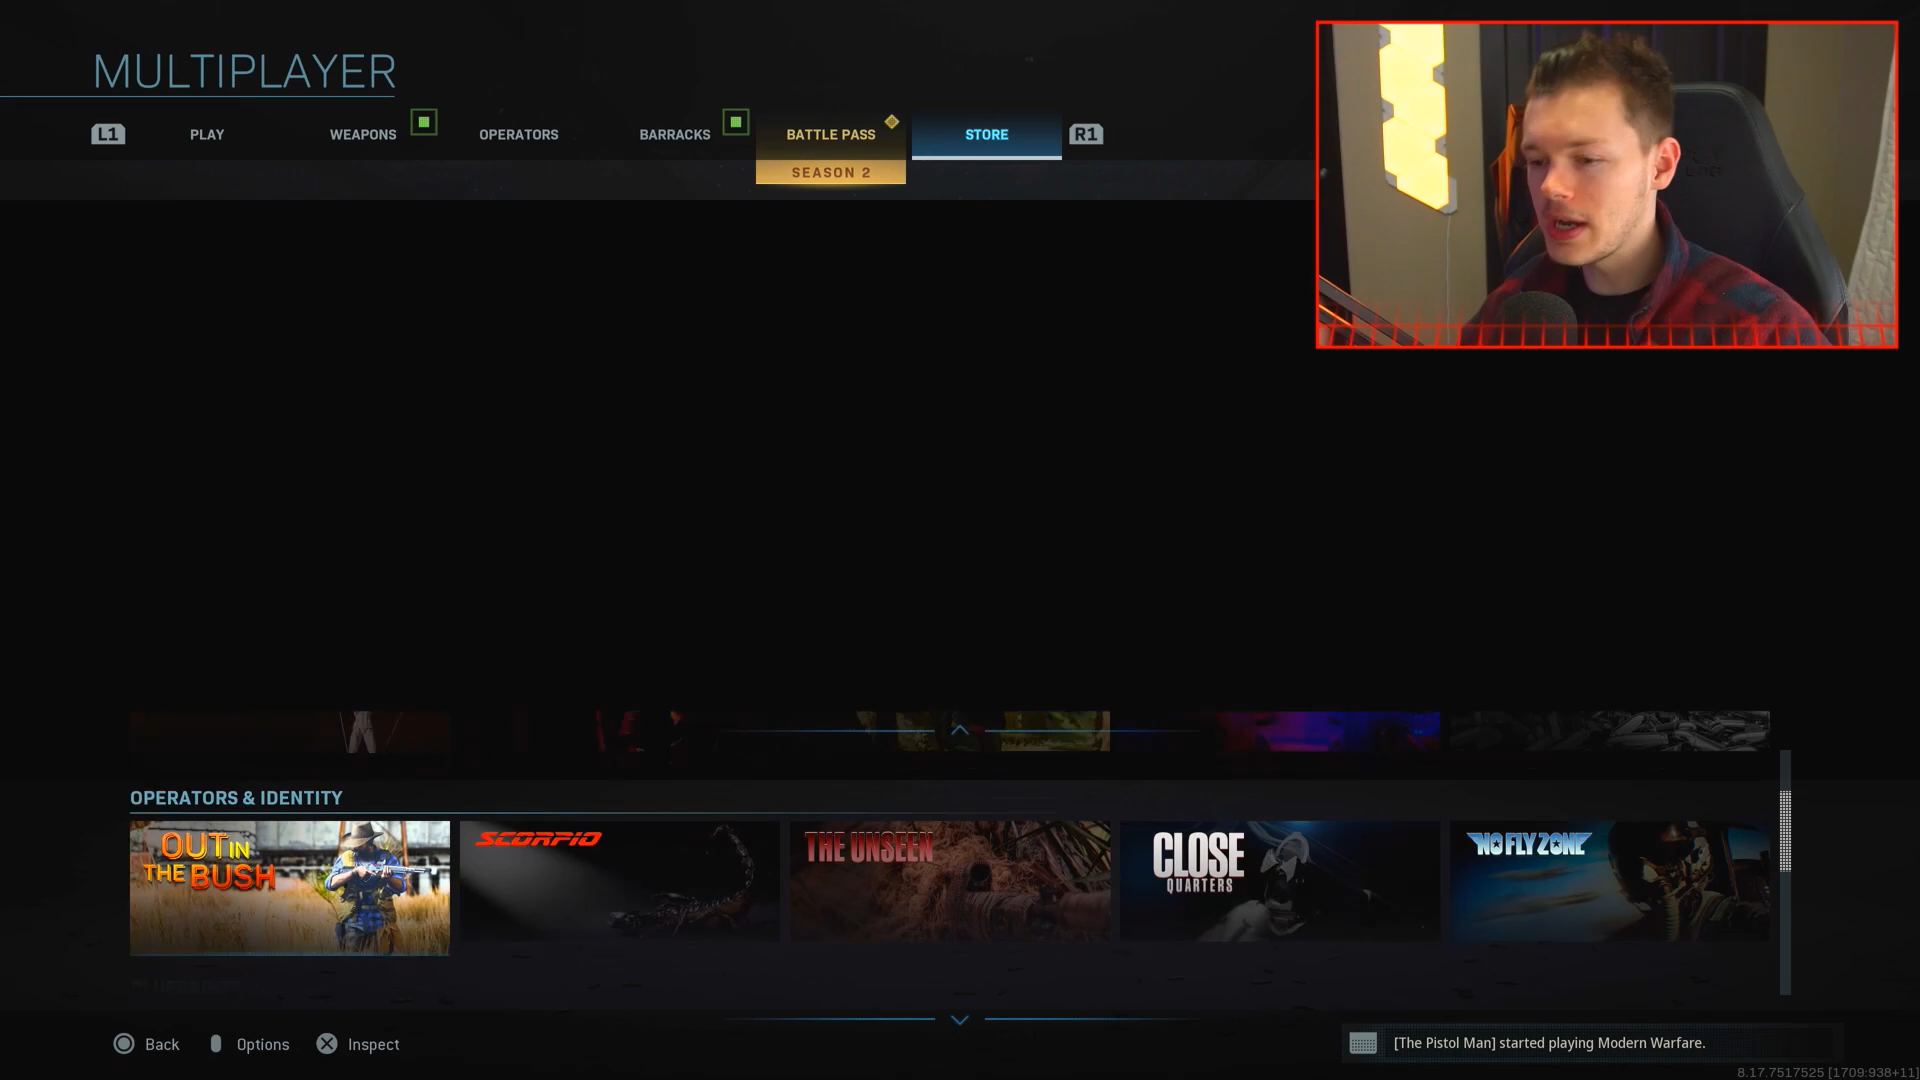 MULTIPLAYER
L1
PLAY
WEAPONS
OPERATORS
BARRACKS
BATTLE PASS
STORE
R1
SEASON 2
OPERATORS & IDENTITY
OUT IN
THE BUSH
SCORPIO
THE UNSEEN
CLOSE
QUARTERS
NO FLY ZONE
Back
Options
Inspect
[The Pistol Man] started playing Modern Warfare.
8.17.7517525 [1709:938+11]